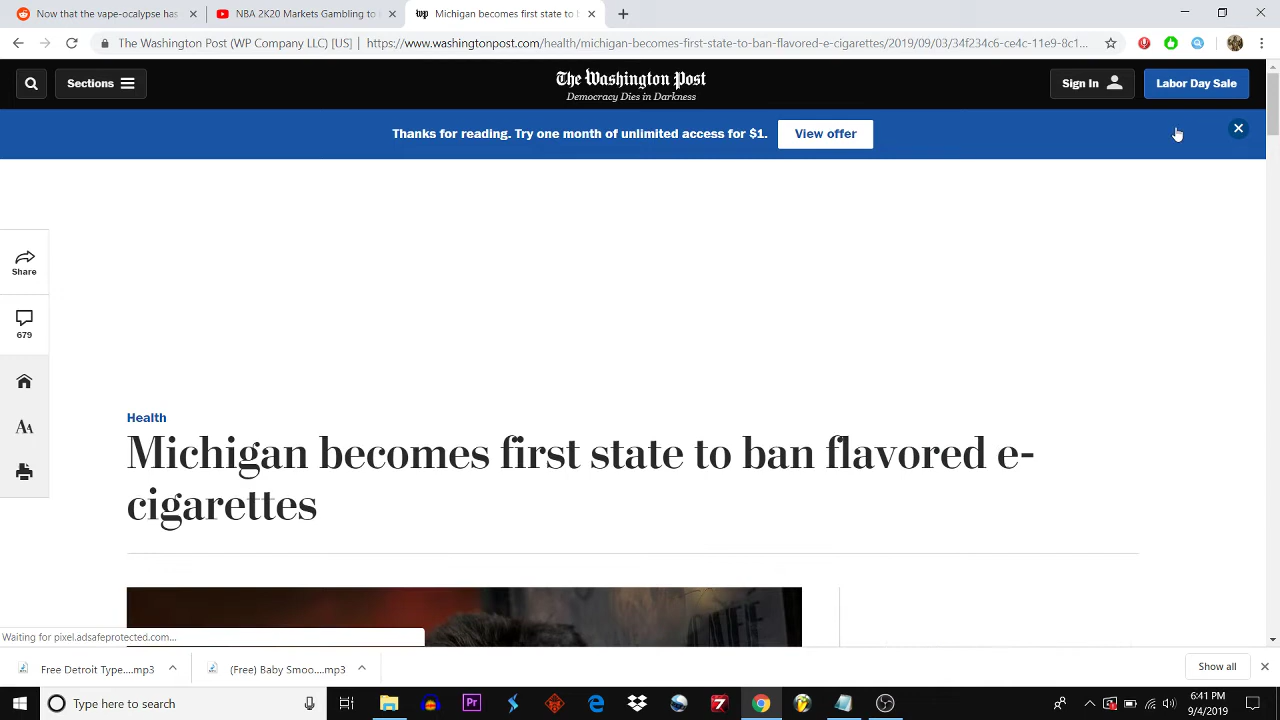 Now that the vape-ocalypse has
NBA 2K20 Markets Gambling to
wp Michigan becomes first state to b
The Washington Post (WP Company LLC) [US] | https://www.washingtonpost.com/health/michigan-becomes-first-state-to-ban-flavored-e-cigarettes/2019/09/03/34f234c6-ce4c-11e9-8c1...
Sections
The Washington Post
Democracy Dies in Darkness
Sign In
Labor Day Sale
Thanks for reading. Try one month of unlimited access for $1.
View offer
Share
679
AA
Health
Michigan becomes first state to ban flavored e-
cigarettes
Waiting for pixel.adsafeprotected.com...
Free Detroit Type....mp3
(Free) Baby Smoo....mp3
Show all
Type here to search
Pr
7
6:41 PM
9/4/2019